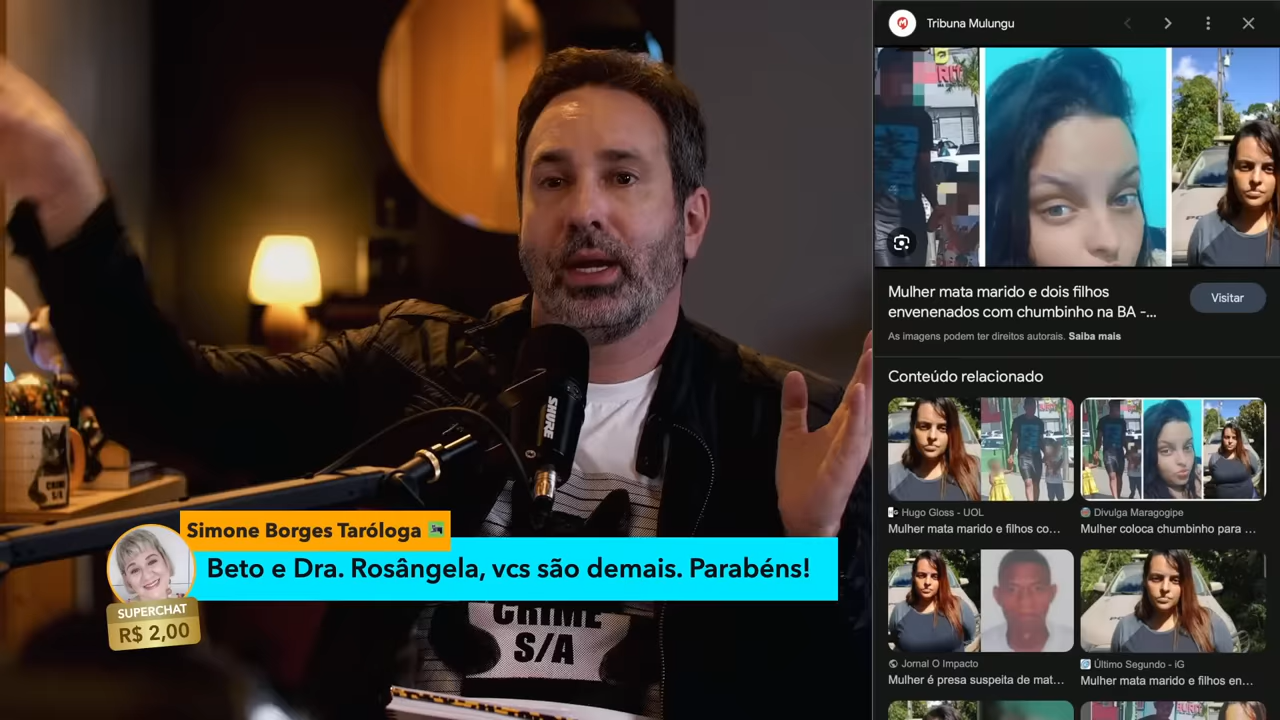 Tribuna Mulungu
Mulher mata marido e dois filhos
envenenados com chumbinho na BA -...
Visitar
As imagens podem ter direitos autorais. Saiba mais
Conteúdo relacionado
Hugo Gloss - UOL
Mulher mata marido e filhos co...
Divulga Maragogipe
Mulher coloca chumbinho para ...
Jornal O Impacto
Mulher é presa suspeita de mat...
Último Segundo - iG
Mulher mata marido e filhos en...
SHURE
CRIME
S/A
Simone Borges Taróloga
Beto e Dra. Rosângela, vcs são demais. Parabéns!
SUPERCHAT
R$ 2,00
CRIME
S/A